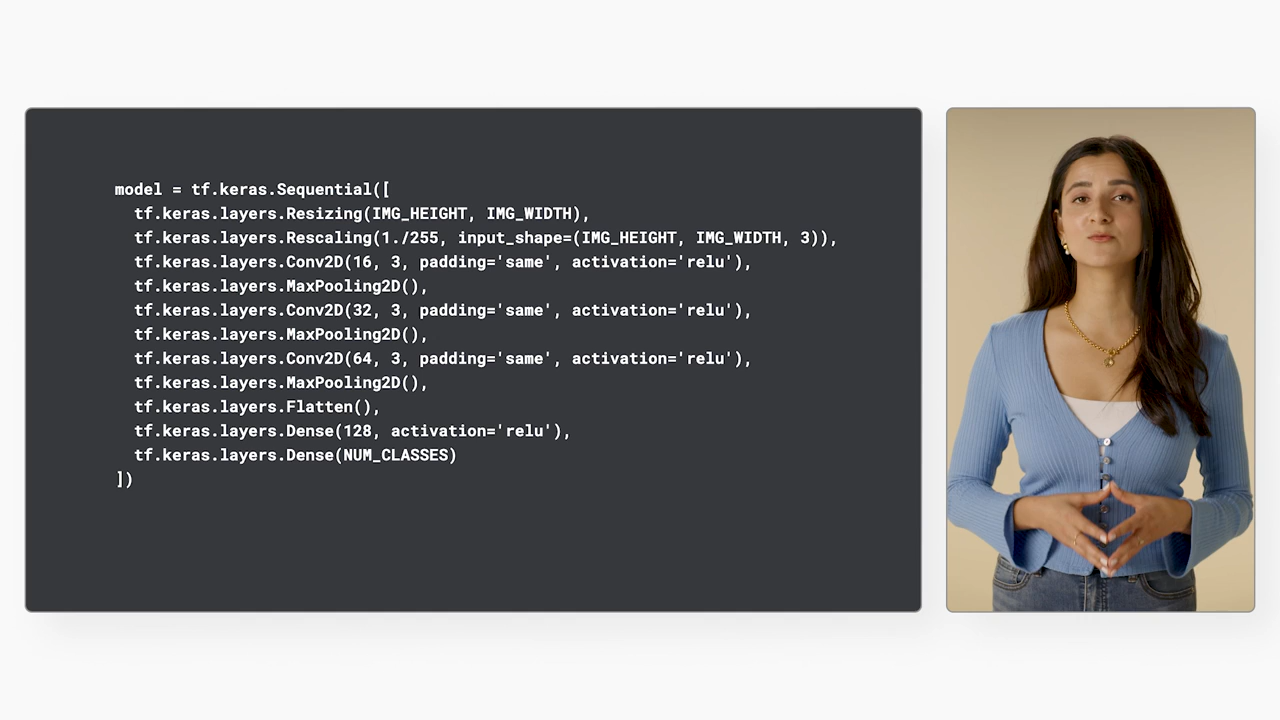 model = tf.keras.Sequential([
  tf.keras.layers.Resizing(IMG_HEIGHT, IMG_WIDTH),
  tf.keras.layers.Rescaling(1./255, input_shape=(IMG_HEIGHT, IMG_WIDTH, 3)),
  tf.keras.layers.Conv2D(16, 3, padding='same', activation='relu'),
  tf.keras.layers.MaxPooling2D(),
  tf.keras.layers.Conv2D(32, 3, padding='same', activation='relu'),
  tf.keras.layers.MaxPooling2D(),
  tf.keras.layers.Conv2D(64, 3, padding='same', activation='relu'),
  tf.keras.layers.MaxPooling2D(),
  tf.keras.layers.Flatten(),
  tf.keras.layers.Dense(128, activation='relu'),
  tf.keras.layers.Dense(NUM_CLASSES)
])